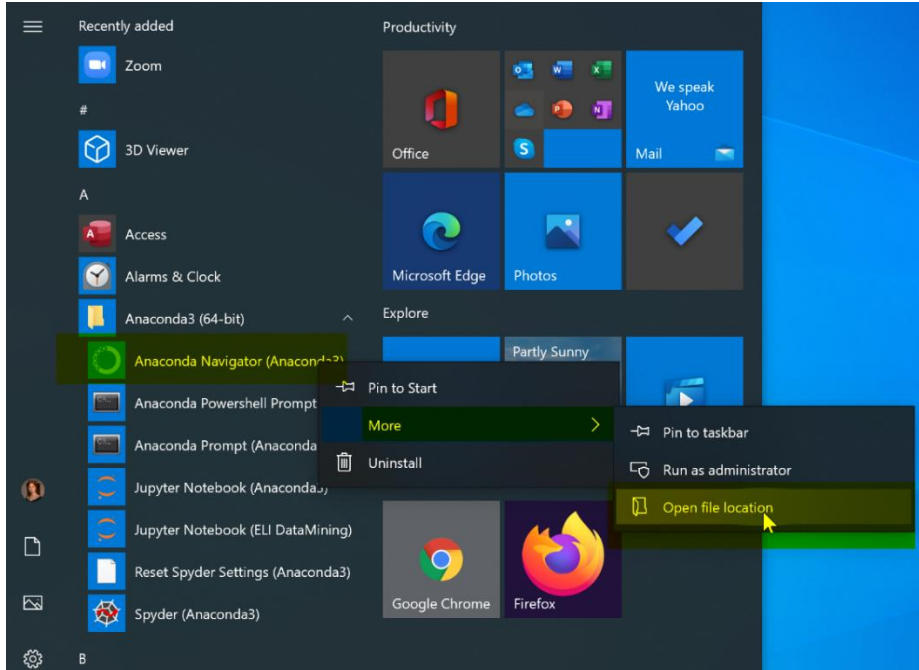 Recently added
Zoom
#
3D Viewer
A
Access
Alarms & Clock
Anaconda3 (64-bit)
Anaconda Navigator (Anaconda3)
Anaconda Powershell Prompt
Anaconda Prompt (Anaconda
Jupyter Notebook (Anaconda3)
Jupyter Notebook (ELI DataMining)
Reset Spyder Settings (Anaconda3)
Spyder (Anaconda3)
B
Productivity
Office
We speak
Yahoo
Mail
Microsoft Edge
Photos
Explore
Partly Sunny
Google Chrome
Firefox
Pin to Start
More
Uninstall
Pin to taskbar
Run as administrator
Open file location